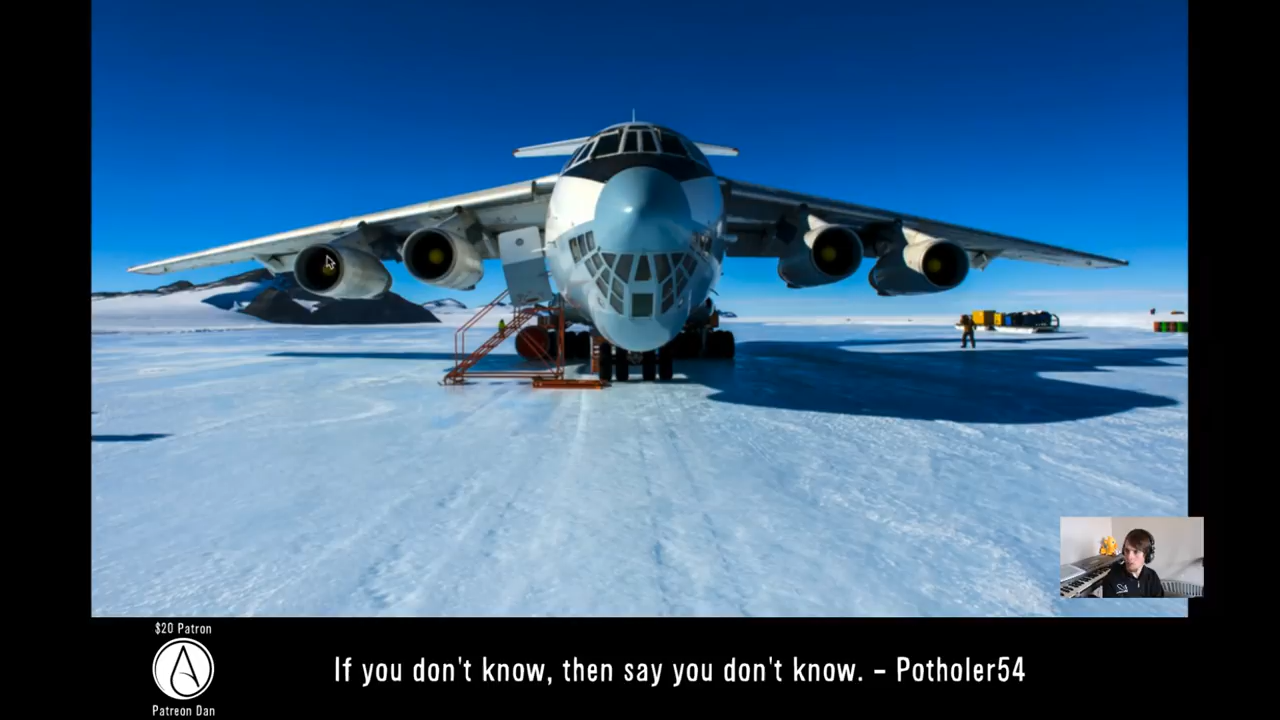 $20 Patron
If you don't know, then say you don't know. – Potholer54
Patreon Dan